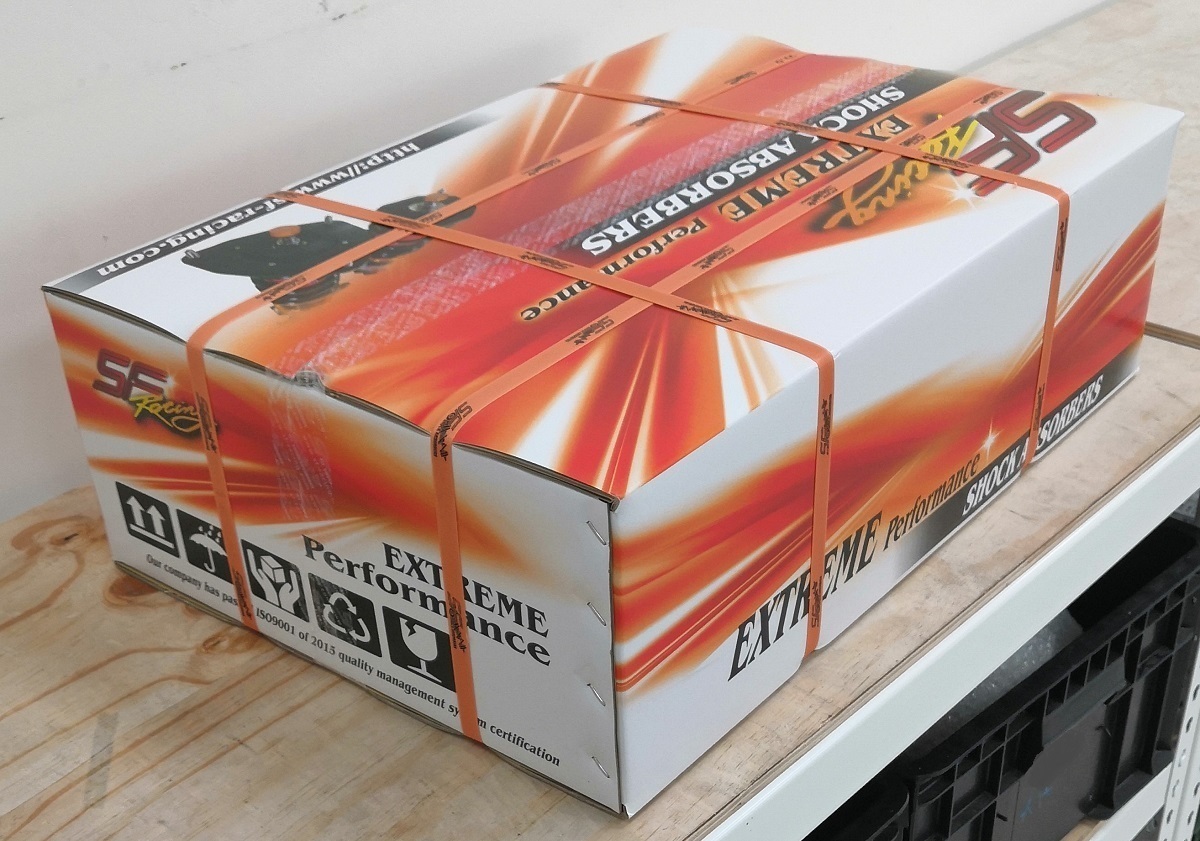 http://www.sf-racing.com
SHOCK ABSORBERS
EXTREME
Performance
SF
Racing
SF
Racing
EXTREME
Performance
Our company has pas ISO9001 of 2015 quality management sy m certification
EXTREME Performance
SHOCK ABSORBERS